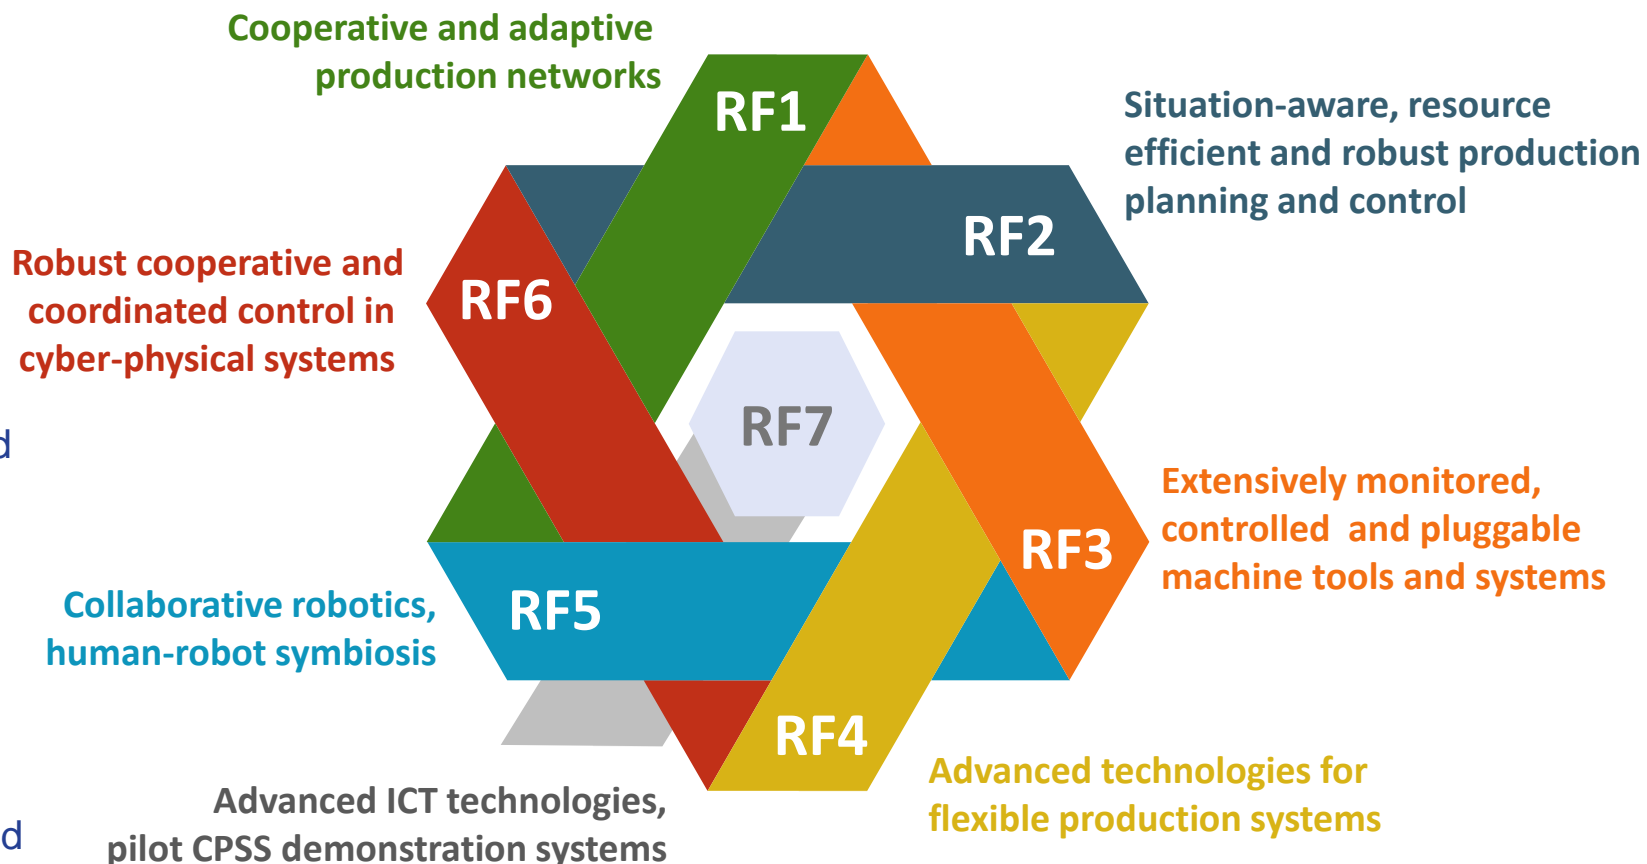 Cooperative and adaptive
production networks
RF1
Situation-aware, resource
efficient and robust production
planning and control
RF2
Robust cooperative and
coordinated control in
cyber-physical systems
RF6
RF7
Extensively monitored,
controlled and pluggable
machine tools and systems
RF3
Collaborative robotics,
human-robot symbiosis
RF5
RF4
Advanced technologies for
flexible production systems
Advanced ICT technologies,
pilot CPSS demonstration systems